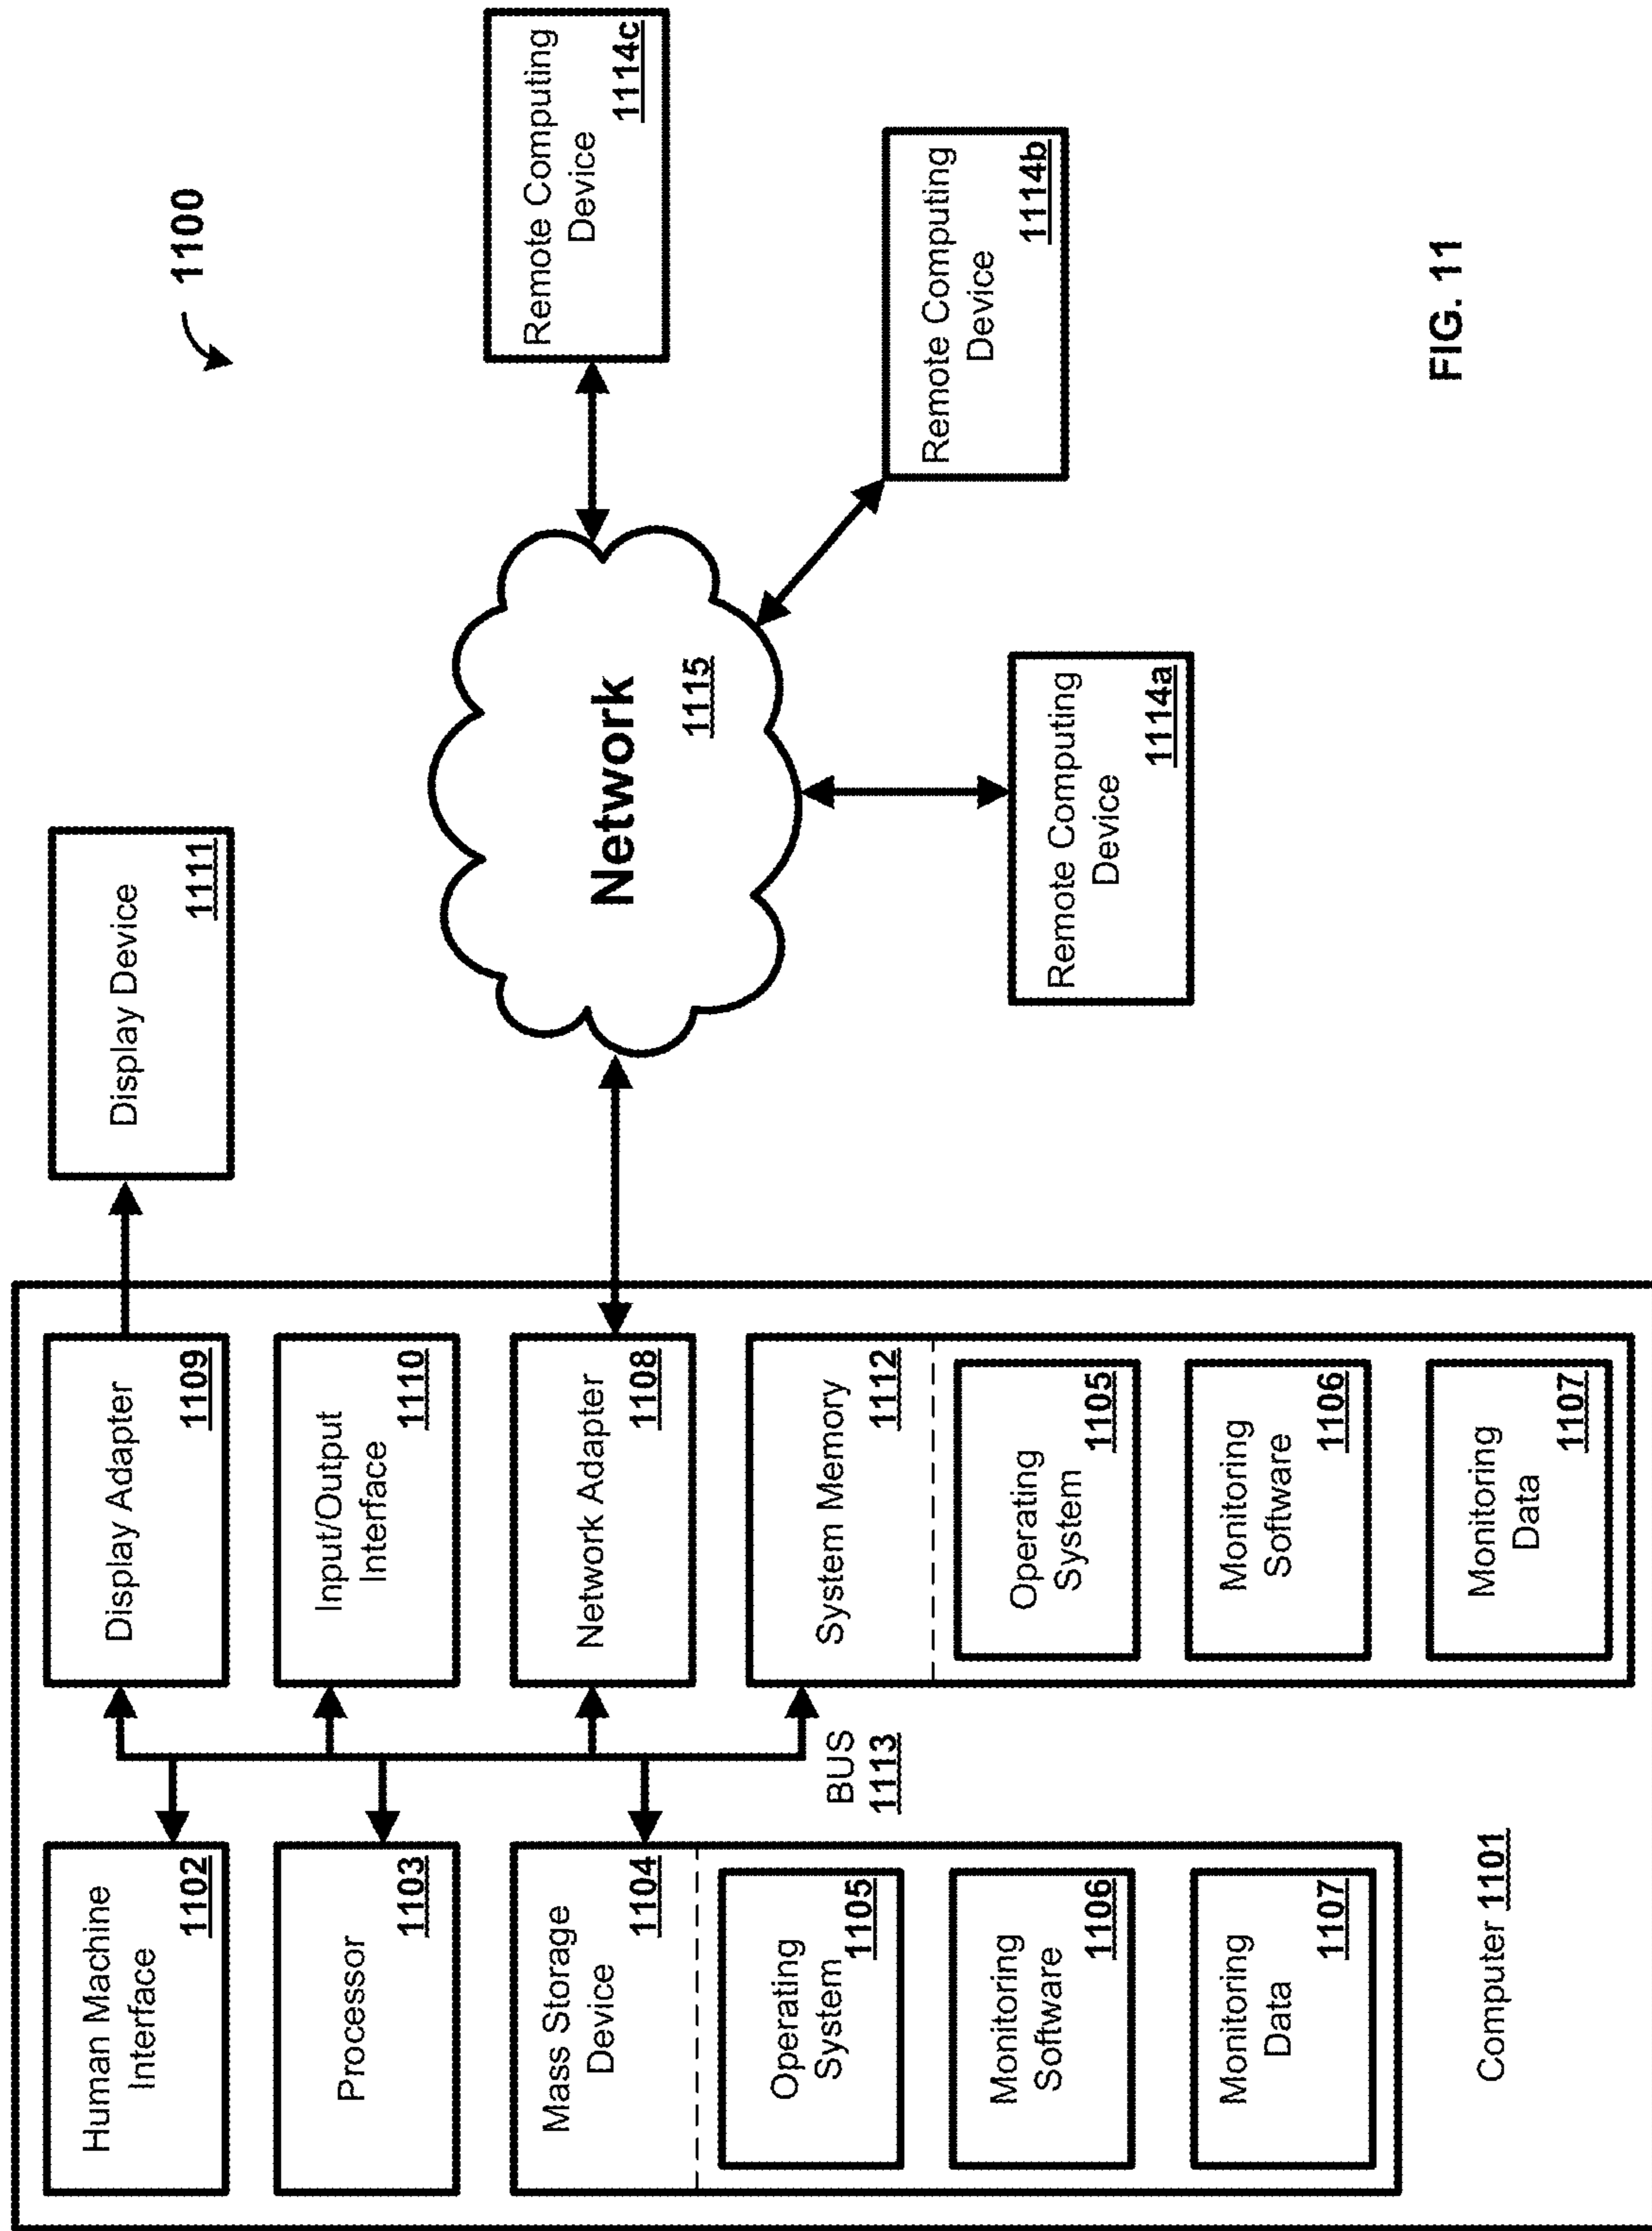 1100
Human Machine
Interface
1102
Processor
1103
Mass Storage
Device
1104
Operating
System
1105
Monitoring
Software
1106
Monitoring
Data
1107
Computer 1101
BUS
1113
Display Adapter
1109
Input/Output
Interface
1110
Network Adapter
1108
System Memory
1112
Operating
System
1105
Monitoring
Software
1106
Monitoring
Data
1107
Display Device
1111
Network
1115
Remote Computing
Device
1114a
Remote Computing
Device
1114b
Remote Computing
Device
1114c
FIG. 11